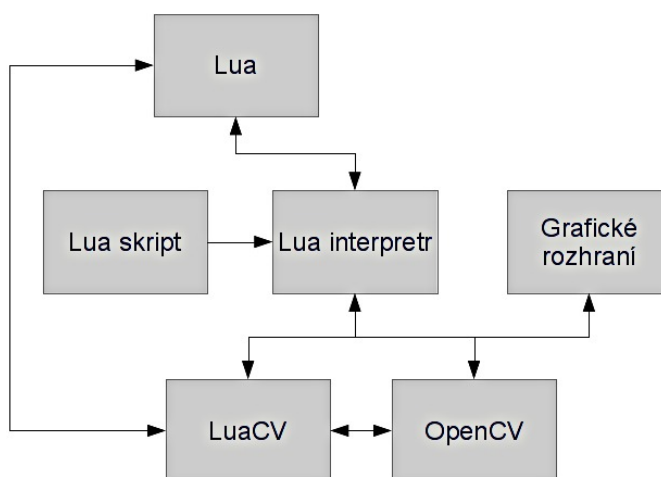 Lua
Lua skript
Lua interpretr
Grafické
rozhraní
LuaCV
OpenCV